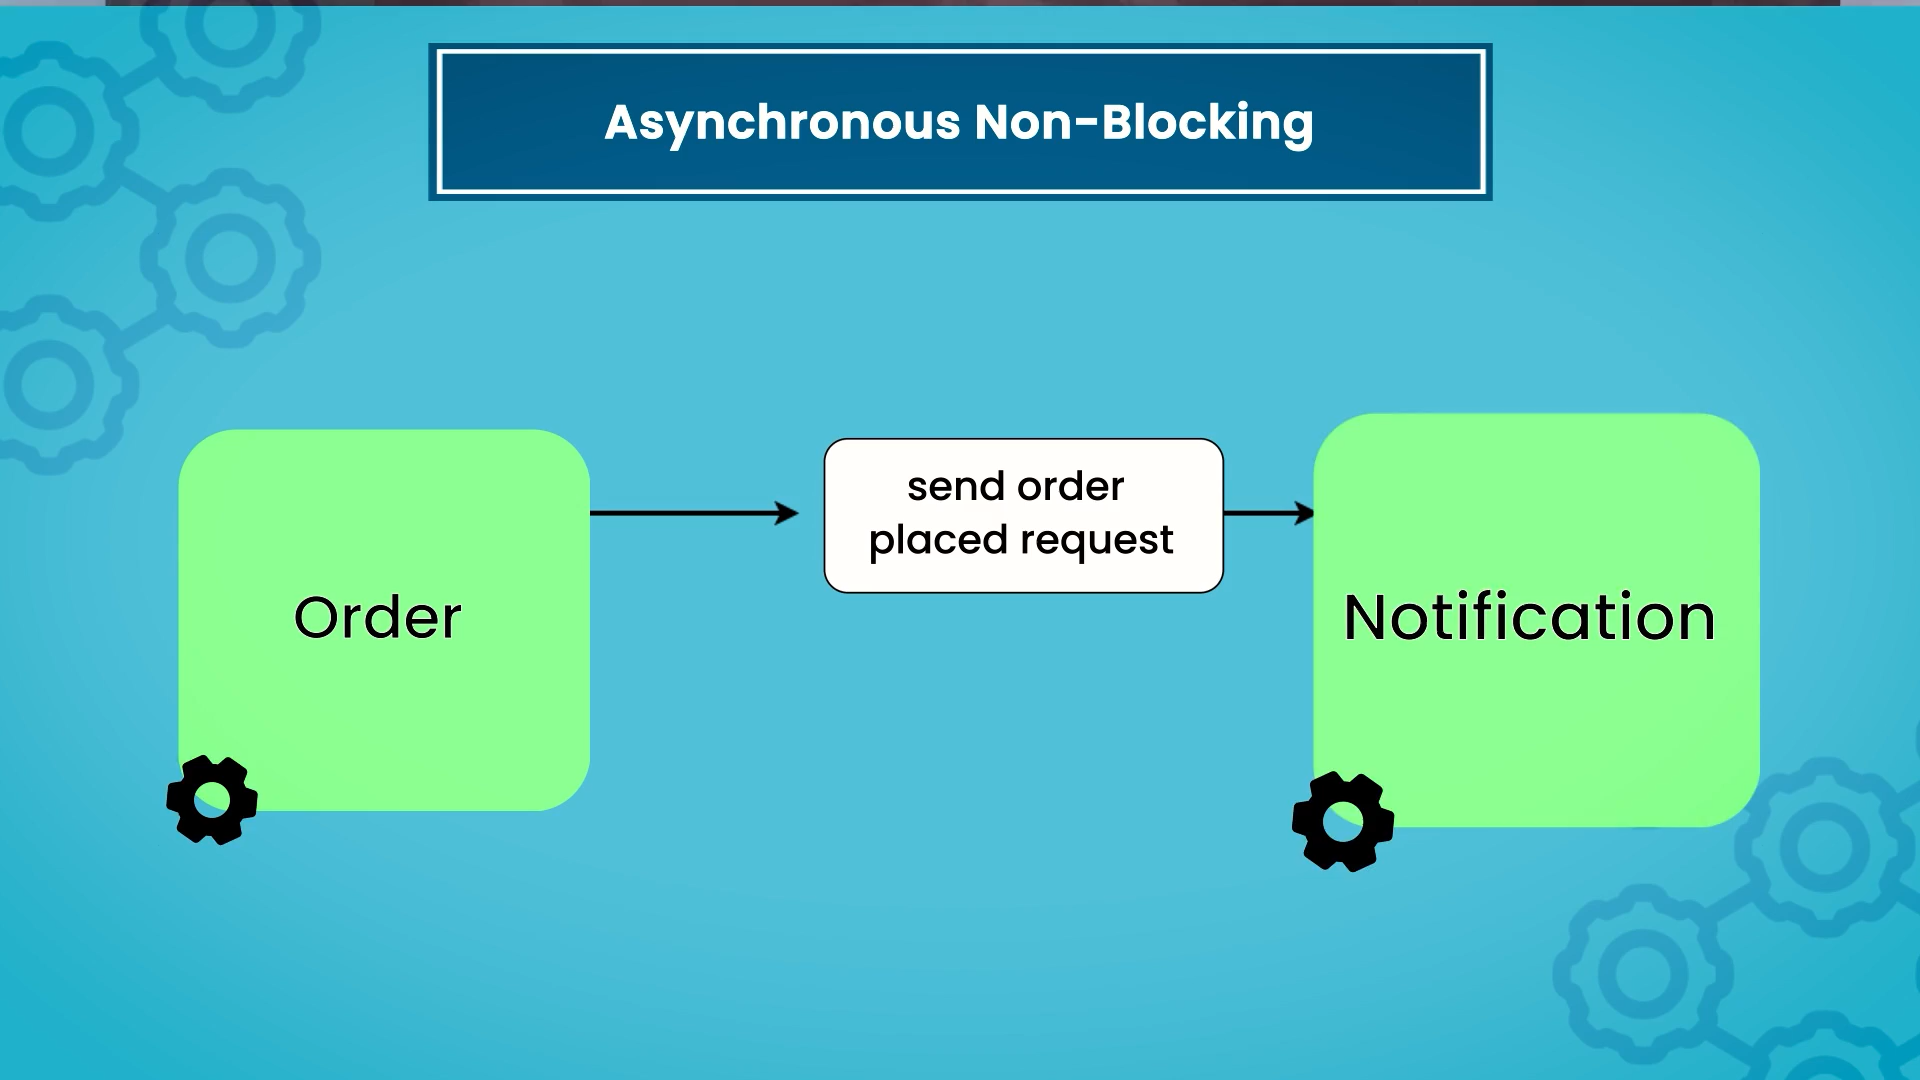 Asynchronous Non-Blocking
send order
placed request
Order
Notification